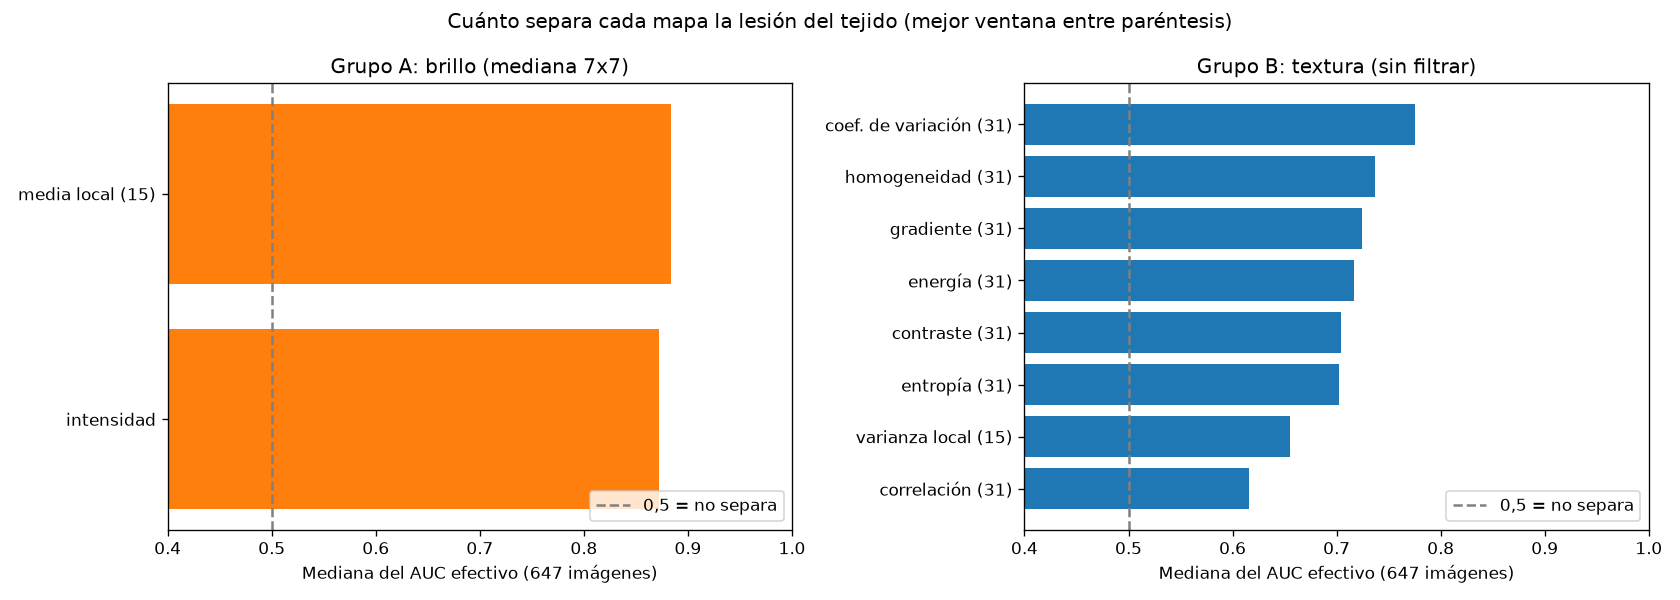 Cuánto separa cada mapa la lesión del tejido (mejor ventana entre paréntesis)
Grupo A: brillo (mediana 7x7)
media local (15)
intensidad
0,5 = no separa
0.4 0.5 0.6 0.7 0.8 0.9 1.0
Mediana del AUC efectivo (647 imágenes)
Grupo B: textura (sin filtrar)
coef. de variación (31)
homogeneidad (31)
gradiente (31)
energía (31)
contraste (31)
entropía (31)
varianza local (15)
correlación (31)
0,5 = no separa
0.4 0.5 0.6 0.7 0.8 0.9 1.0
Mediana del AUC efectivo (647 imágenes)